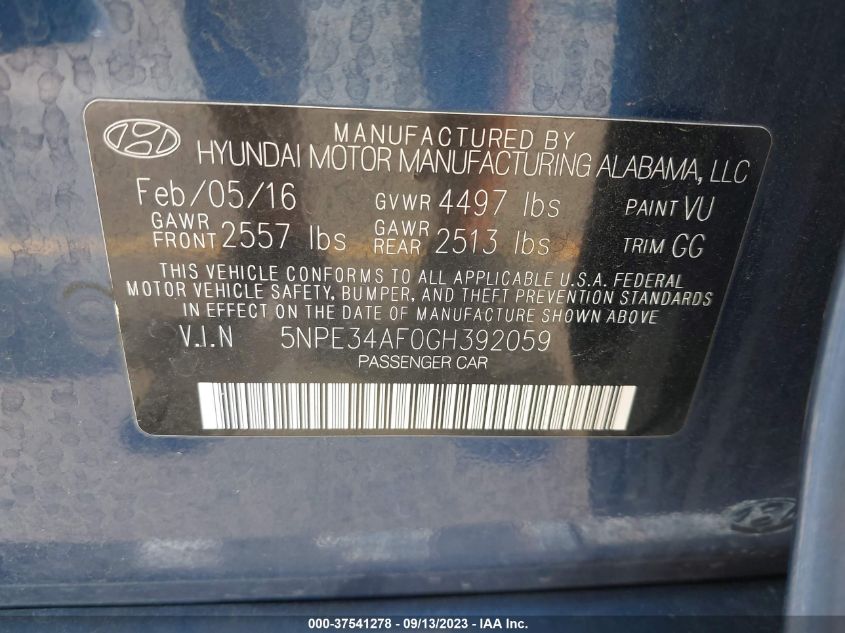 MANUFACTURED BY
HYUNDAI MOTOR MANUFACTURING ALABAMA, LLC
Feb/05/16 GVWR 4497 lbs PAINT VU
GAWR FRONT 2557 lbs GAWR REAR 2513 lbs TRIM GG
THIS VEHICLE CONFORMS TO ALL APPLICABLE U.S.A. FEDERAL
MOTOR VEHICLE SAFETY, BUMPER, AND THEFT PREVENTION STANDARDS
IN EFFECT ON THE DATE OF MANUFACTURE SHOWN ABOVE
V.I.N 5NPE34AF0GH392059
PASSENGER CAR
000-37541278 - 09/13/2023 - IAA Inc.